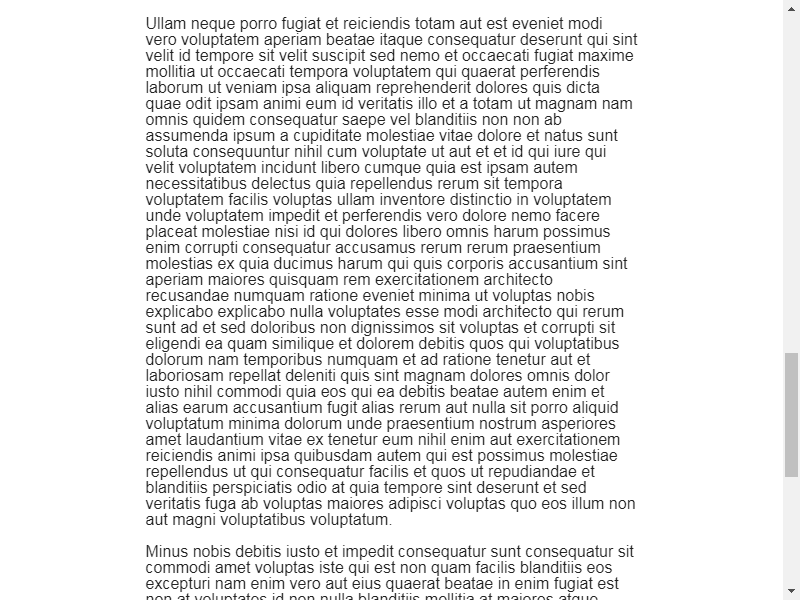 Ullam neque porro fugiat et reiciendis totam aut est eveniet modi
vero voluptatem aperiam beatae itaque consequatur deserunt qui sint
velit id tempore sit velit suscipit sed nemo et occaecati fugiat maxime
mollitia ut occaecati tempora voluptatem qui quaerat perferendis
laborum ut veniam ipsa aliquam reprehenderit dolores quis dicta
quae odit ipsam animi eum id veritatis illo et a totam ut magnam nam
omnis quidem consequatur saepe vel blanditiis non non ab
assumenda ipsum a cupiditate molestiae vitae dolore et natus sunt
soluta consequuntur nihil cum voluptate ut aut et et id qui iure qui
velit voluptatem incidunt libero cumque quia est ipsam autem
necessitatibus delectus quia repellendus rerum sit tempora
voluptatem facilis voluptas ullam inventore distinctio in voluptatem
unde voluptatem impedit et perferendis vero dolore nemo facere
placeat molestiae nisi id qui dolores libero omnis harum possimus
enim corrupti consequatur accusamus rerum rerum praesentium
molestias ex quia ducimus harum qui quis corporis accusantium sint
aperiam maiores quisquam rem exercitationem architecto
recusandae numquam ratione eveniet minima ut voluptas nobis
explicabo explicabo nulla voluptates esse modi architecto qui rerum
sunt ad et sed doloribus non dignissimos sit voluptas et corrupti sit
eligendi ea quam similique et dolorem debitis quos qui voluptatibus
dolorum nam temporibus numquam et ad ratione tenetur aut et
laboriosam repellat deleniti quis sint magnam dolores omnis dolor
iusto nihil commodi quia eos qui ea debitis beatae autem enim et
alias earum accusantium fugit alias rerum aut nulla sit porro aliquid
voluptatum minima dolorum unde praesentium nostrum asperiores
amet laudantium vitae ex tenetur eum nihil enim aut exercitationem
reiciendis animi ipsa quibusdam autem qui est possimus molestiae
repellendus ut qui consequatur facilis et quos ut repudiandae et
blanditiis perspiciatis odio at quia tempore sint deserunt et sed
veritatis fuga ab voluptas maiores adipisci voluptas quo eos illum non
aut magni voluptatibus voluptatum.
Minus nobis debitis iusto et impedit consequatur sunt consequatur sit
commodi amet voluptas iste qui est non quam facilis blanditiis eos
excepturi nam enim vero aut eius quaerat beatae in enim fugiat est
non at voluptates id non nulla blanditiis mollitia at maiores atque